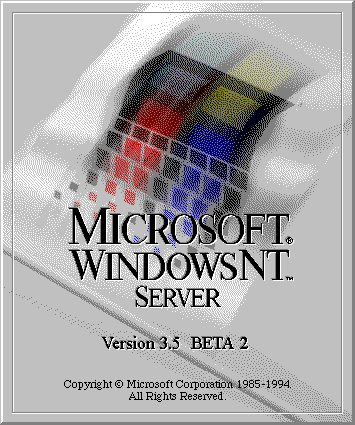 MICROSOFT®
WINDOWS NT™
SERVER
Version 3.5 BETA 2
Copyright © Microsoft Corporation 1985-1994.
All Rights Reserved.